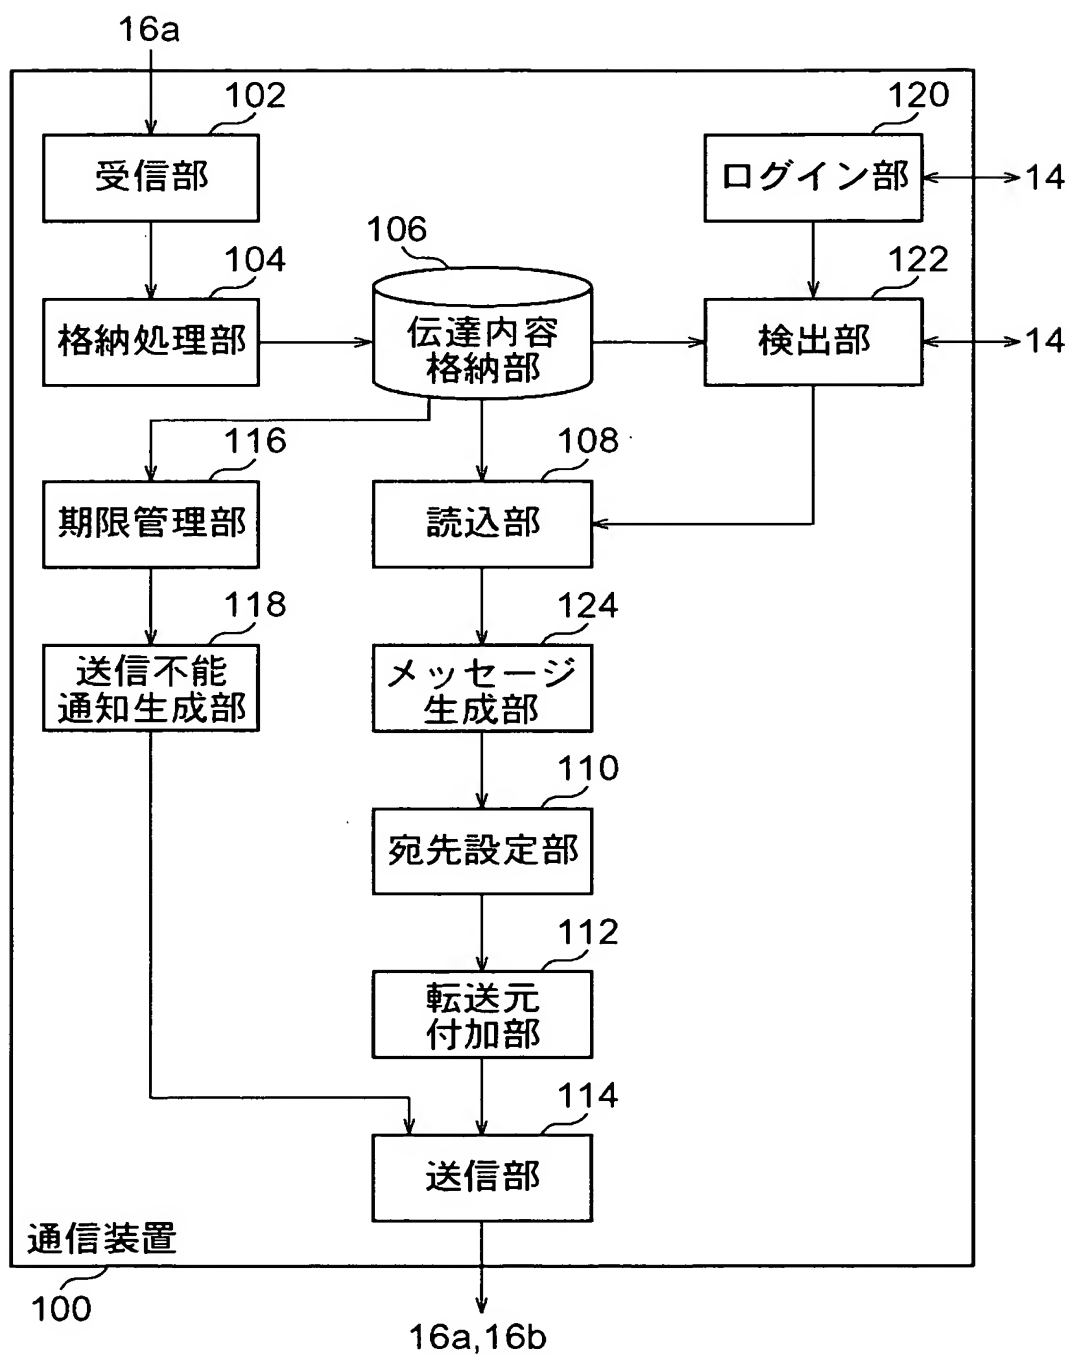 16a
102
120
受信部
ログイン部
14
104
106
122
格納処理部
伝達内容
格納部
検出部
14
116
108
期限管理部
読込部
118
124
送信不能
通知生成部
メッセージ
生成部
110
宛先設定部
112
転送元
付加部
114
送信部
通信装置
100
16a,16b